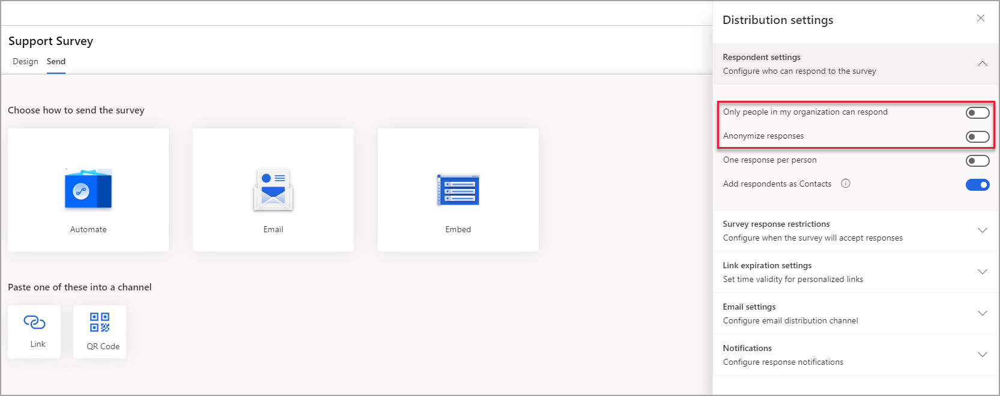 Support Survey
Design
Send
Choose how to send the survey
Automate
Email
Embed
Paste one of these into a channel
Link
QR Code
Distribution settings
Respondent settings
Configure who can respond to the survey
Only people in my organization can respond
Anonymize responses
One response per person
Add respondents as Contacts
Survey response restrictions
Configure when the survey will accept responses
Link expiration settings
Set time validity for personalized links
Email settings
Configure email distribution channel
Notifications
Configure response notifications